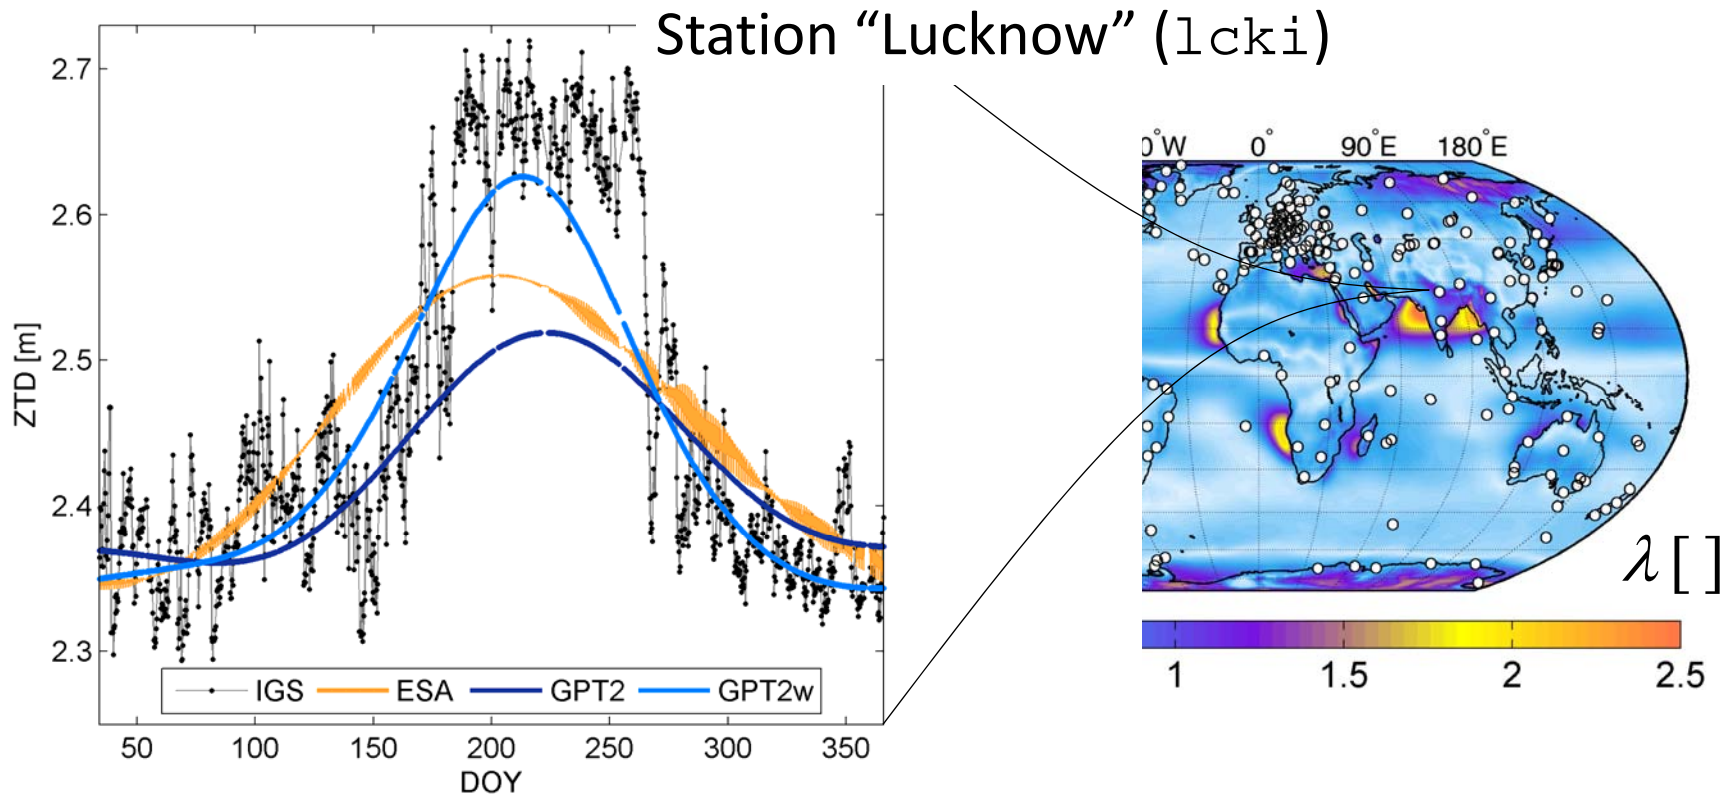 Station “Lucknow” (lcki)
2.7
2.6
2.5
2.4
2.3
ZTD [m]
IGS ESA GPT2 GPT2w
50 100 150 200 250 300 350
DOY
0°W 0° 90°E 180°E
λ[]
1 1.5 2 2.5